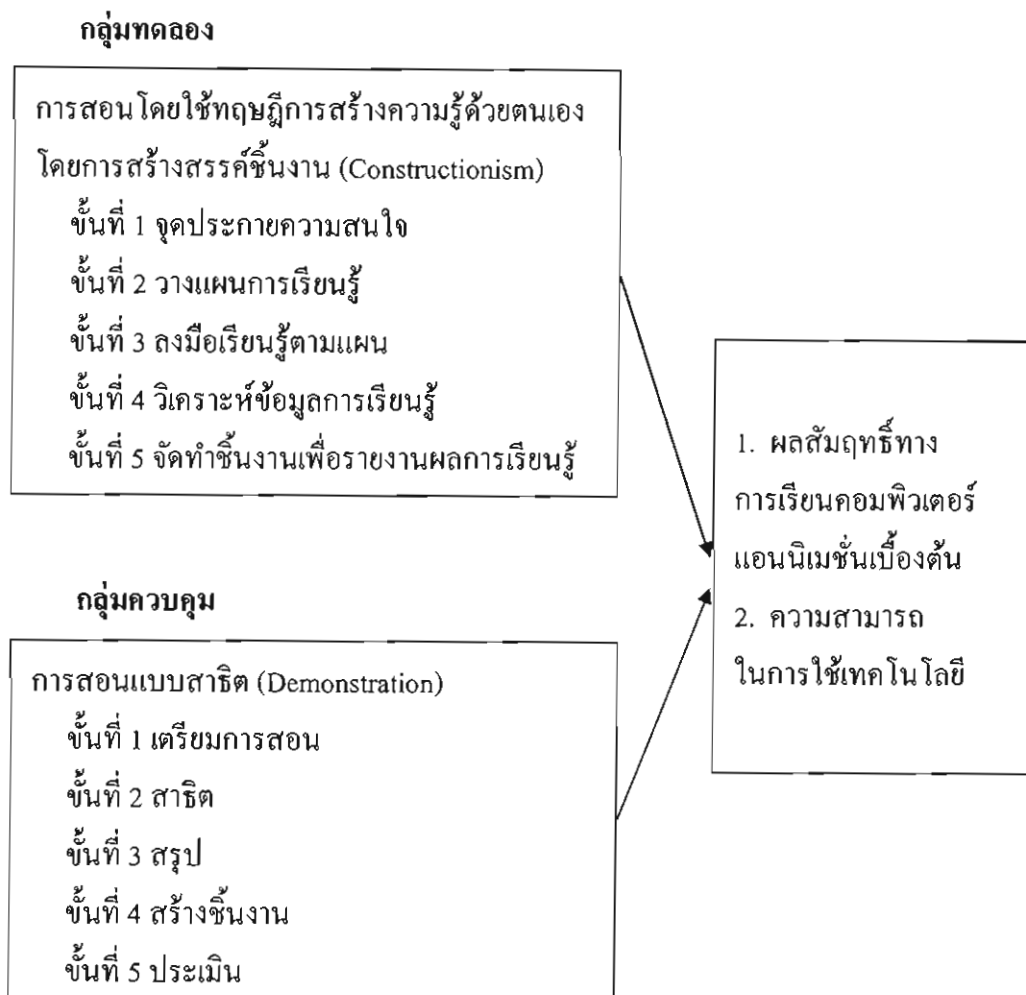 กลุ่มทดลอง
การสอนโดยใช้ทฤษฎีการสร้างความรู้ด้วยตนเอง
โดยการสร้างสรรค์ชิ้นงาน (Constructionism)
ขั้นที่ 1 จุดประกายความสนใจ
ขั้นที่ 2 วางแผนการเรียนรู้
ขั้นที่ 3 ลงมือเรียนรู้ตามแผน
ขั้นที่ 4 วิเคราะห์ข้อมูลการเรียนรู้
ขั้นที่ 5 จัดทำชิ้นงานเพื่อรายงานผลการเรียนรู้
กลุ่มควบคุม
การสอนแบบสาธิต (Demonstration)
ขั้นที่ 1 เตรียมการสอน
ขั้นที่ 2 สาธิต
ขั้นที่ 3 สรุป
ขั้นที่ 4 สร้างชิ้นงาน
ขั้นที่ 5 ประเมิน
1. ผลสัมฤทธิ์ทาง
การเรียนคอมพิวเตอร์
แอนนิเมชั่นเบื้องต้น
2. ความสามารถ
ในการใช้เทคโนโลยี